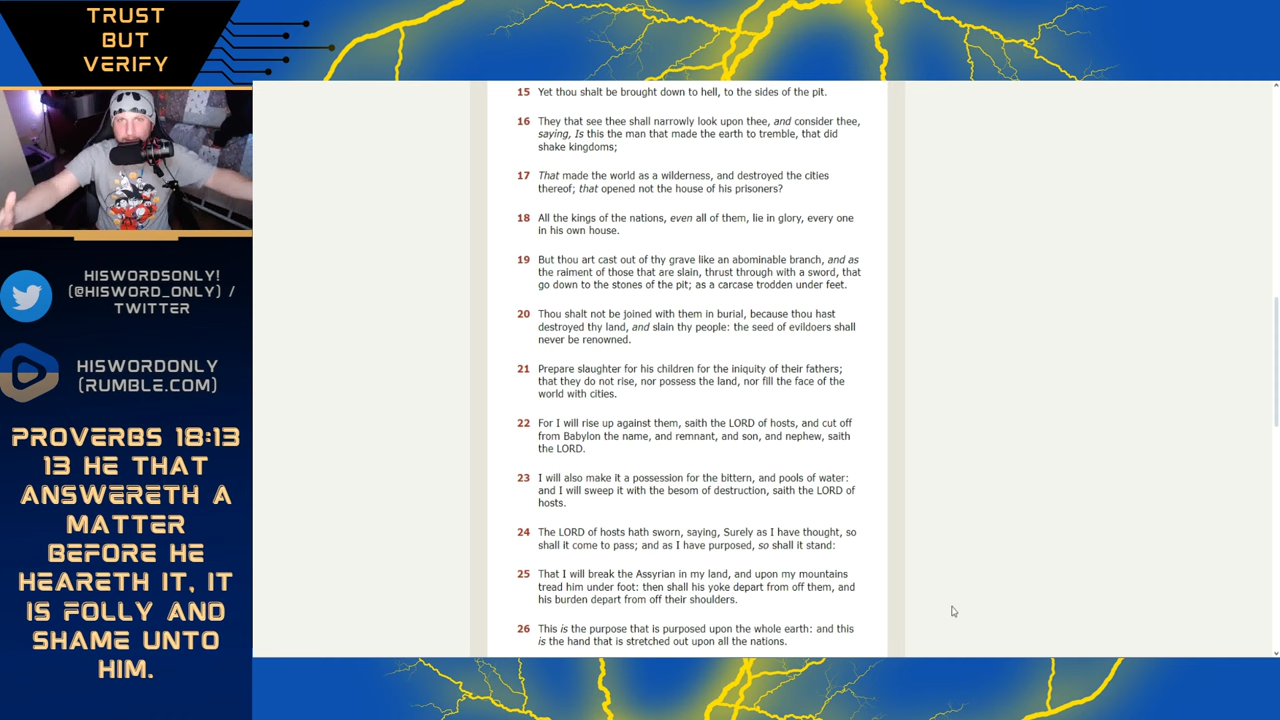 TRUST
BUT
VERIFY
HISWORDSONLY!
(@HISWORD_ONLY) /
TWITTER
HISWORDONLY
(RUMBLE.COM)
PROVERBS 18:13
13 HE THAT
ANSWERETH A
MATTER
BEFORE HE
HEARETH IT, IT
IS FOLLY AND
SHAME UNTO
HIM.
15 Yet thou shalt be brought down to hell, to the sides of the pit.
16 They that see thee shall narrowly look upon thee, and consider thee,
saying, Is this the man that made the earth to tremble, that did
shake kingdoms;
17 That made the world as a wilderness, and destroyed the cities
thereof; that opened not the house of his prisoners?
18 All the kings of the nations, even all of them, lie in glory, every one
in his own house.
19 But thou art cast out of thy grave like an abominable branch, and as
the raiment of those that are slain, thrust through with a sword, that
go down to the stones of the pit; as a carcase trodden under feet.
20 Thou shalt not be joined with them in burial, because thou hast
destroyed thy land, and slain thy people: the seed of evildoers shall
never be renowned.
21 Prepare slaughter for his children for the iniquity of their fathers;
that they do not rise, nor possess the land, nor fill the face of the
world with cities.
22 For I will rise up against them, saith the LORD of hosts, and cut off
from Babylon the name, and remnant, and son, and nephew, saith
the LORD.
23 I will also make it a possession for the bittern, and pools of water:
and I will sweep it with the besom of destruction, saith the LORD of
hosts.
24 The LORD of hosts hath sworn, saying, Surely as I have thought, so
shall it come to pass; and as I have purposed, so shall it stand:
25 That I will break the Assyrian in my land, and upon my mountains
tread him under foot: then shall his yoke depart from off them, and
his burden depart from off their shoulders.
26 This is the purpose that is purposed upon the whole earth: and this
is the hand that is stretched out upon all the nations.